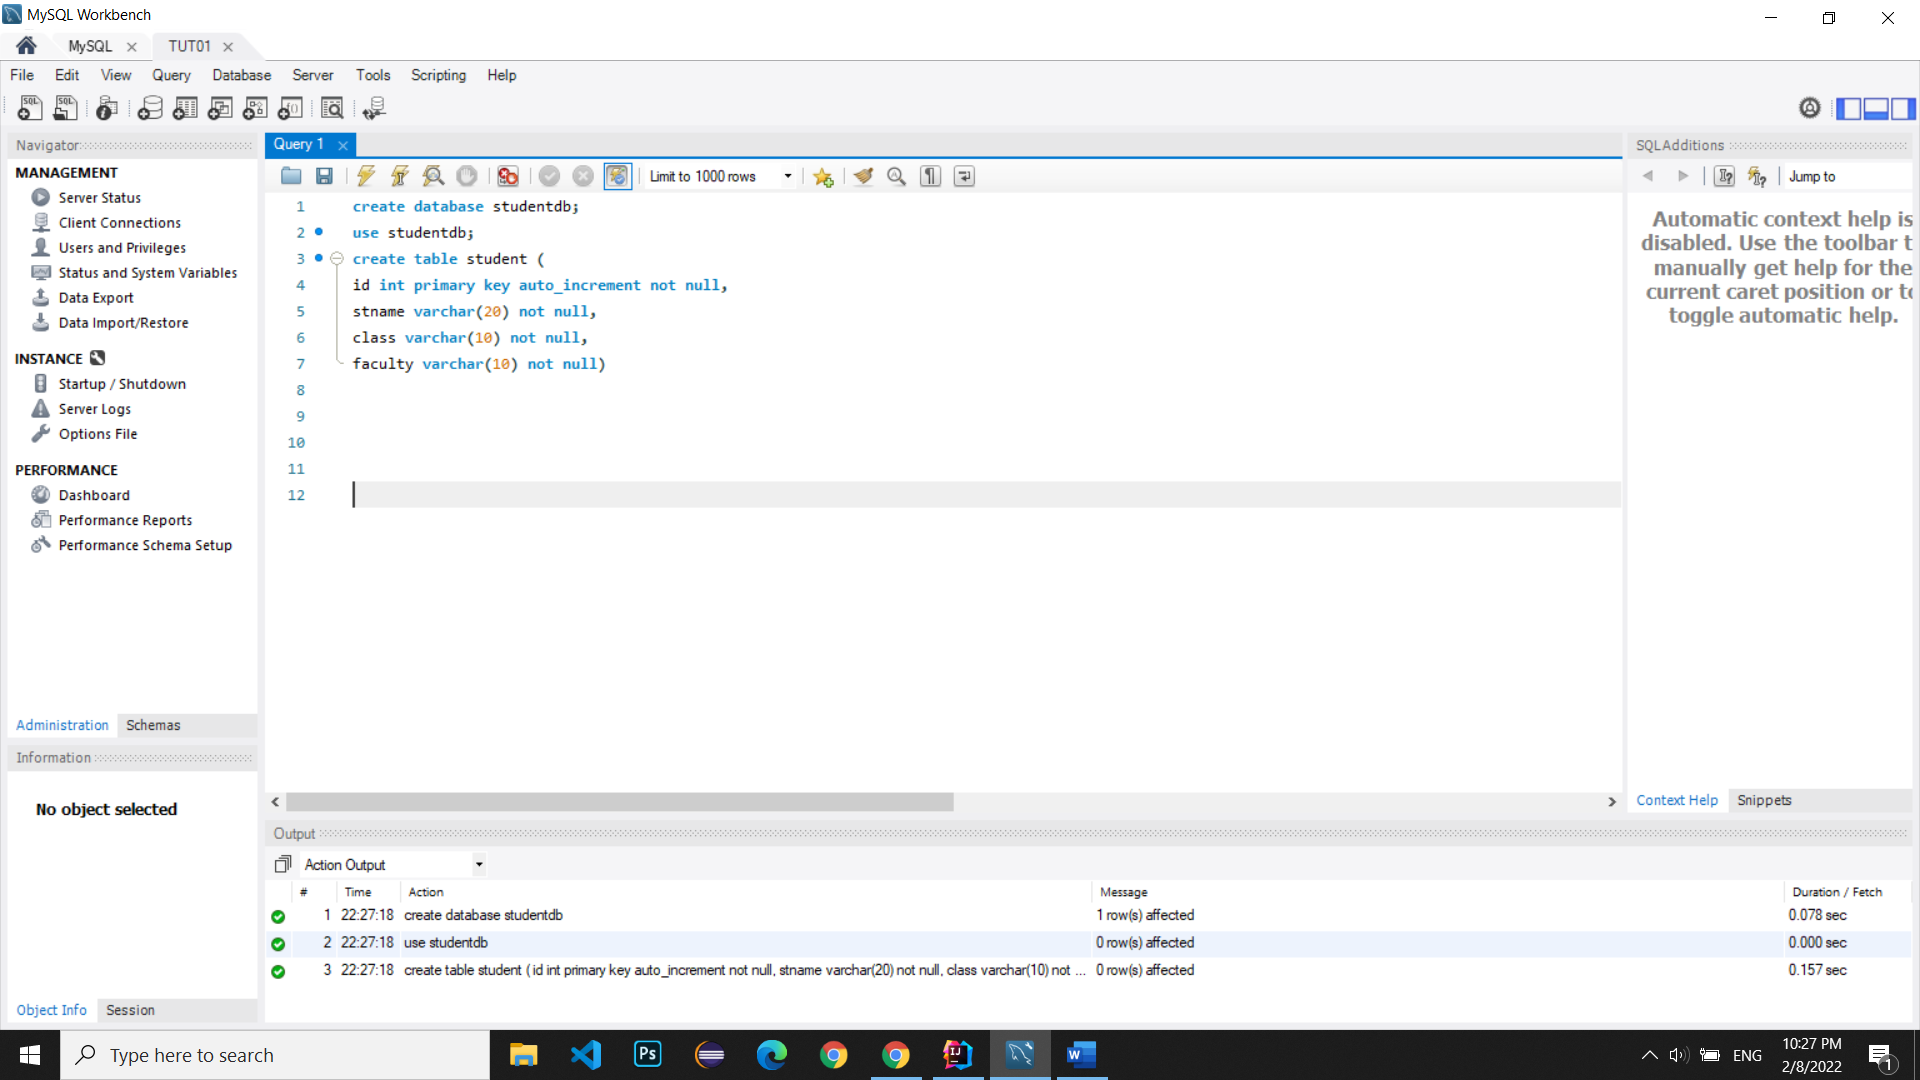 MySQL Workbench
MySQL
TUT01
File Edit View Query Database Server Tools Scripting Help
Navigator
MANAGEMENT
Server Status
Client Connections
Users and Privileges
Status and System Variables
Data Export
Data Import/Restore
INSTANCE
Startup / Shutdown
Server Logs
Options File
PERFORMANCE
Dashboard
Performance Reports
Performance Schema Setup
Administration Schemas
Information
No object selected
Object Info Session
Query 1
Limit to 1000 rows
1 create database studentdb;
2 use studentdb;
3 create table student (
4 id int primary key auto_increment not null,
5 stname varchar(20) not null,
6 class varchar(10) not null,
7 faculty varchar(10) not null)
8
9
10
11
12
SQLAdditions
Jump to
Automatic context help is
disabled. Use the toolbar t
manually get help for the
current caret position or to
toggle automatic help.
Context Help Snippets
Output
Action Output
# Time Action Message Duration / Fetch
1 22:27:18 create database studentdb 1 row(s) affected 0.078 sec
2 22:27:18 use studentdb 0 row(s) affected 0.000 sec
3 22:27:18 create table student ( id int primary key auto_increment not null, stname varchar(20) not null, class varchar(10) not ... 0 row(s) affected 0.157 sec
Type here to search
Ps
IJ
W
ENG
10:27 PM
2/8/2022
1